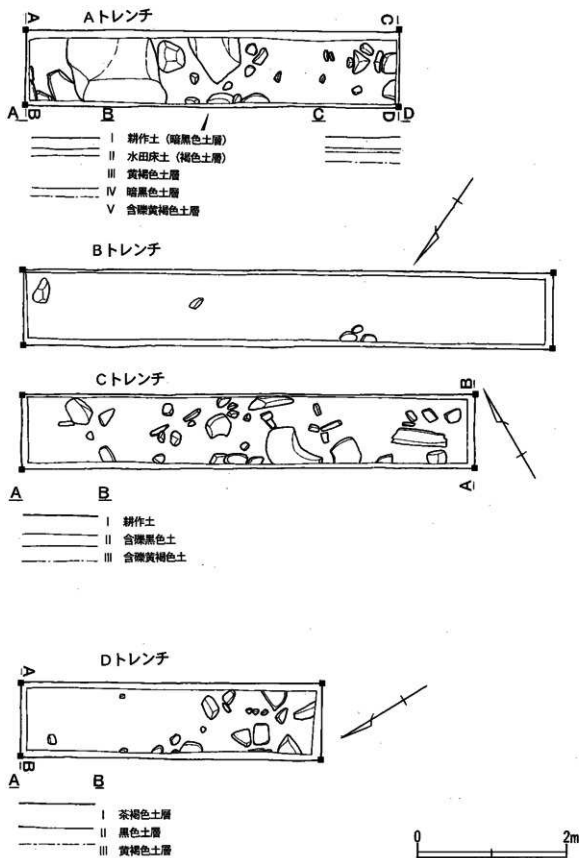 Aトレンチ
A
C
B
D
A B C D
I 耕作土（暗黒色土層）
II 水田床土（褐色土層）
III 黄褐色土層
IV 暗黒色土層
V 含礫黄褐色土層
Bトレンチ
Cトレンチ
B
A
A B
I 耕作土
II 含礫黒色土
III 含礫黄褐色土
Dトレンチ
A
B
A B
I 茶褐色土層
II 黒色土層
III 黄褐色土層
0 2m